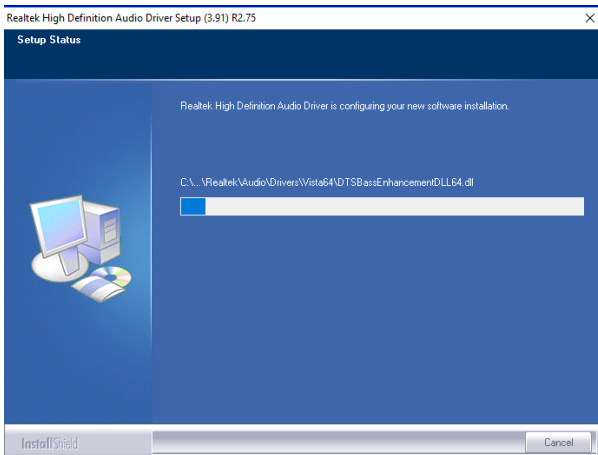 Realtek High Definition Audio Driver Setup (3.91) R2.75
Setup Status
Realtek High Definition Audio Driver is configuring your new software installation.
C:\...\Realtek\Audio\Drivers\Vista64\DTSBassEnhancementDLL64.dll
InstallShield
Cancel